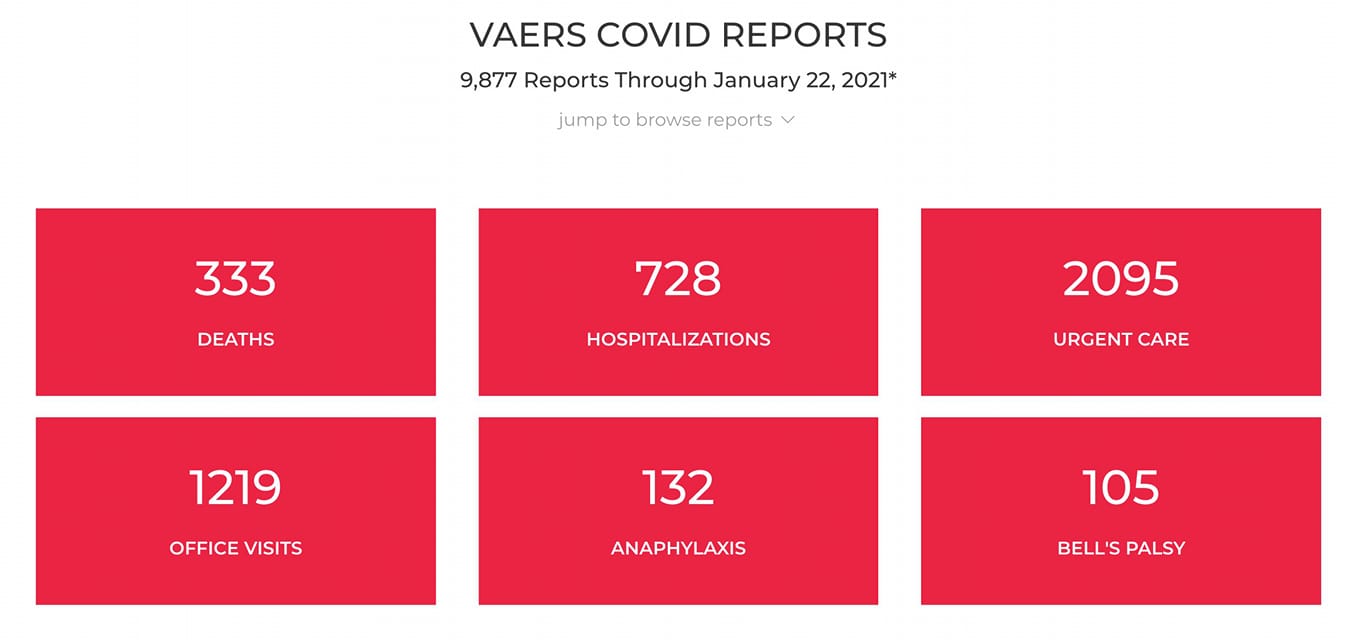 VAERS COVID REPORTS
9,877 Reports Through January 22, 2021*
jump to browse reports
333
DEATHS
728
HOSPITALIZATIONS
2095
URGENT CARE
1219
OFFICE VISITS
132
ANAPHYLAXIS
105
BELL'S PALSY